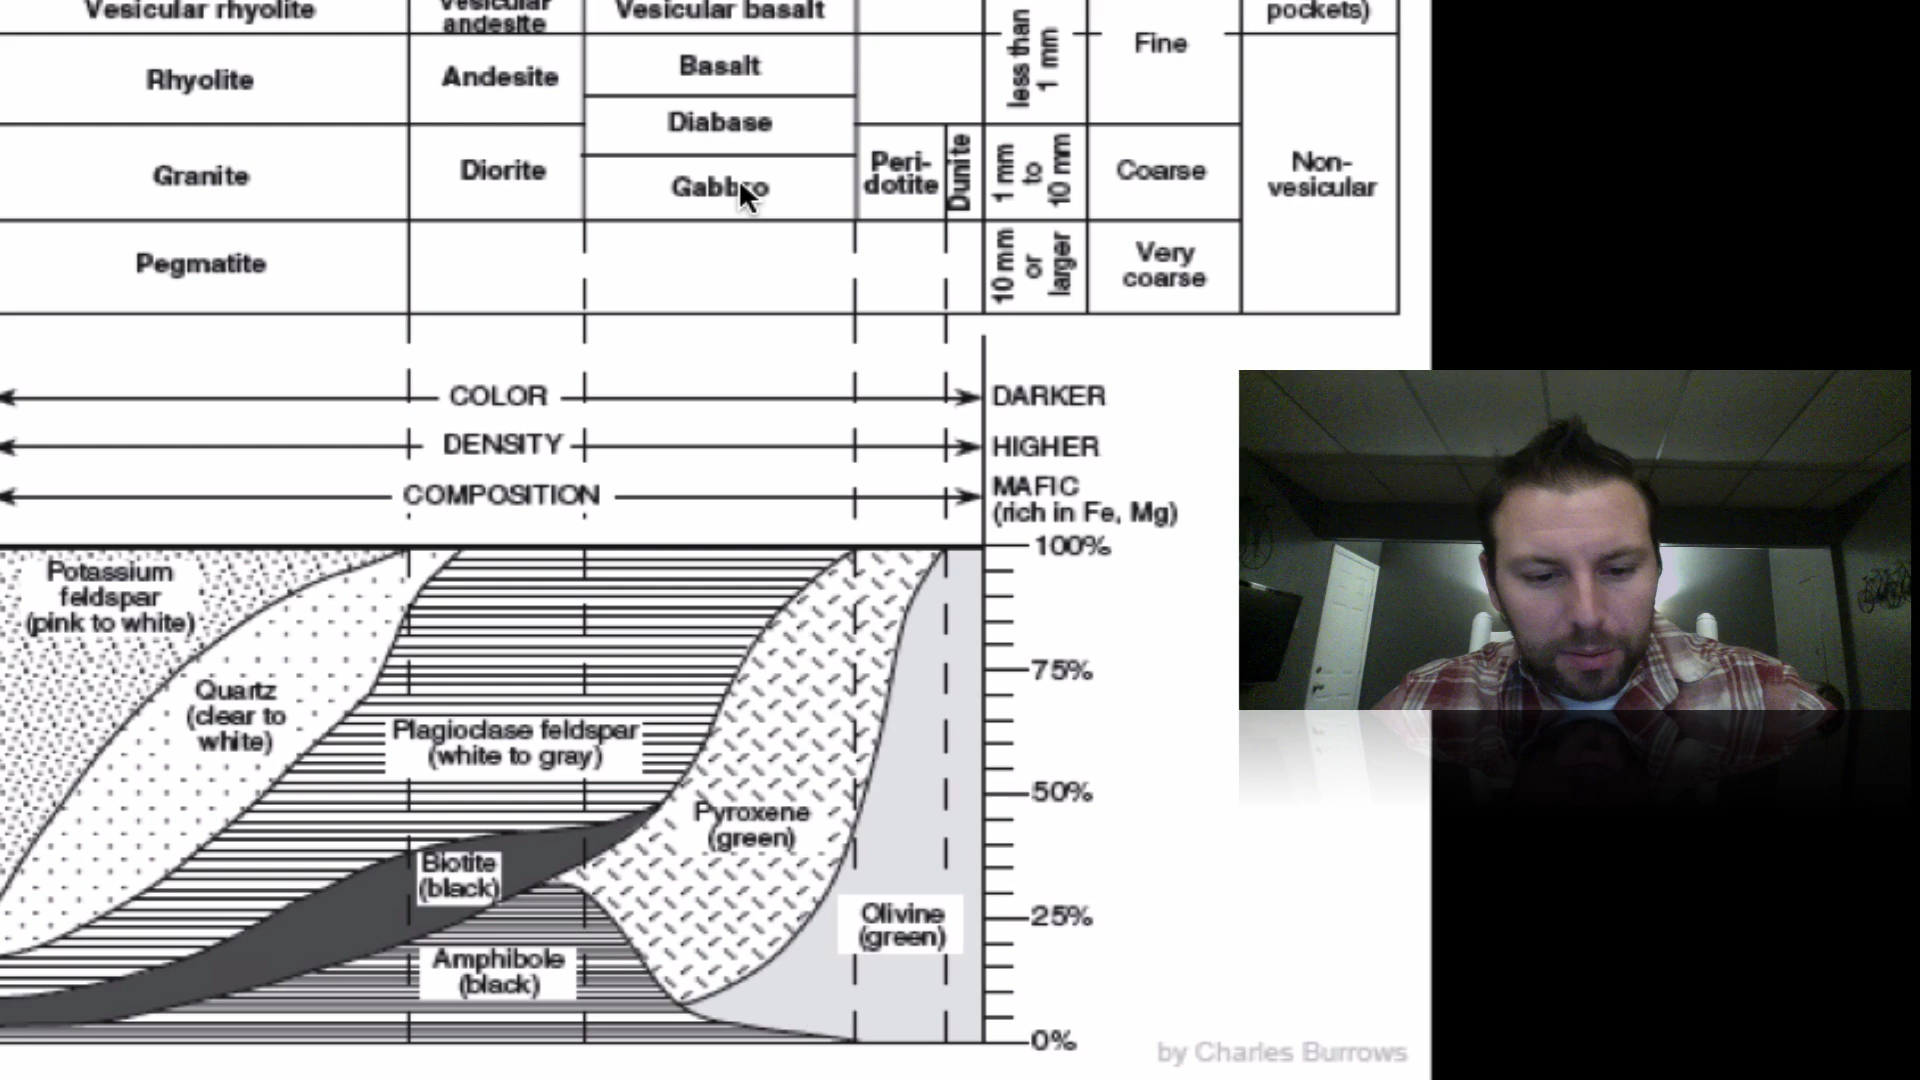 Vesicular rhyolite
Vesicular
andesite
Vesicular basalt
less than
1 mm
Fine
pockets)
Rhyolite
Andesite
Basalt
Diabase
Granite
Diorite
Gabbro
Peri-
dotite
Dunite
1 mm
to
10 mm
Coarse
Non-
vesicular
Pegmatite
10 mm
or
larger
Very
coarse
COLOR
DARKER
DENSITY
HIGHER
COMPOSITION
MAFIC
(rich in Fe, Mg)
100%
75%
50%
25%
0%
Potassium
feldspar
(pink to white)
Quartz
(clear to
white)
Plagioclase feldspar
(white to gray)
Pyroxene
(green)
Biotite
(black)
Olivine
(green)
Amphibole
(black)
by Charles Burrows